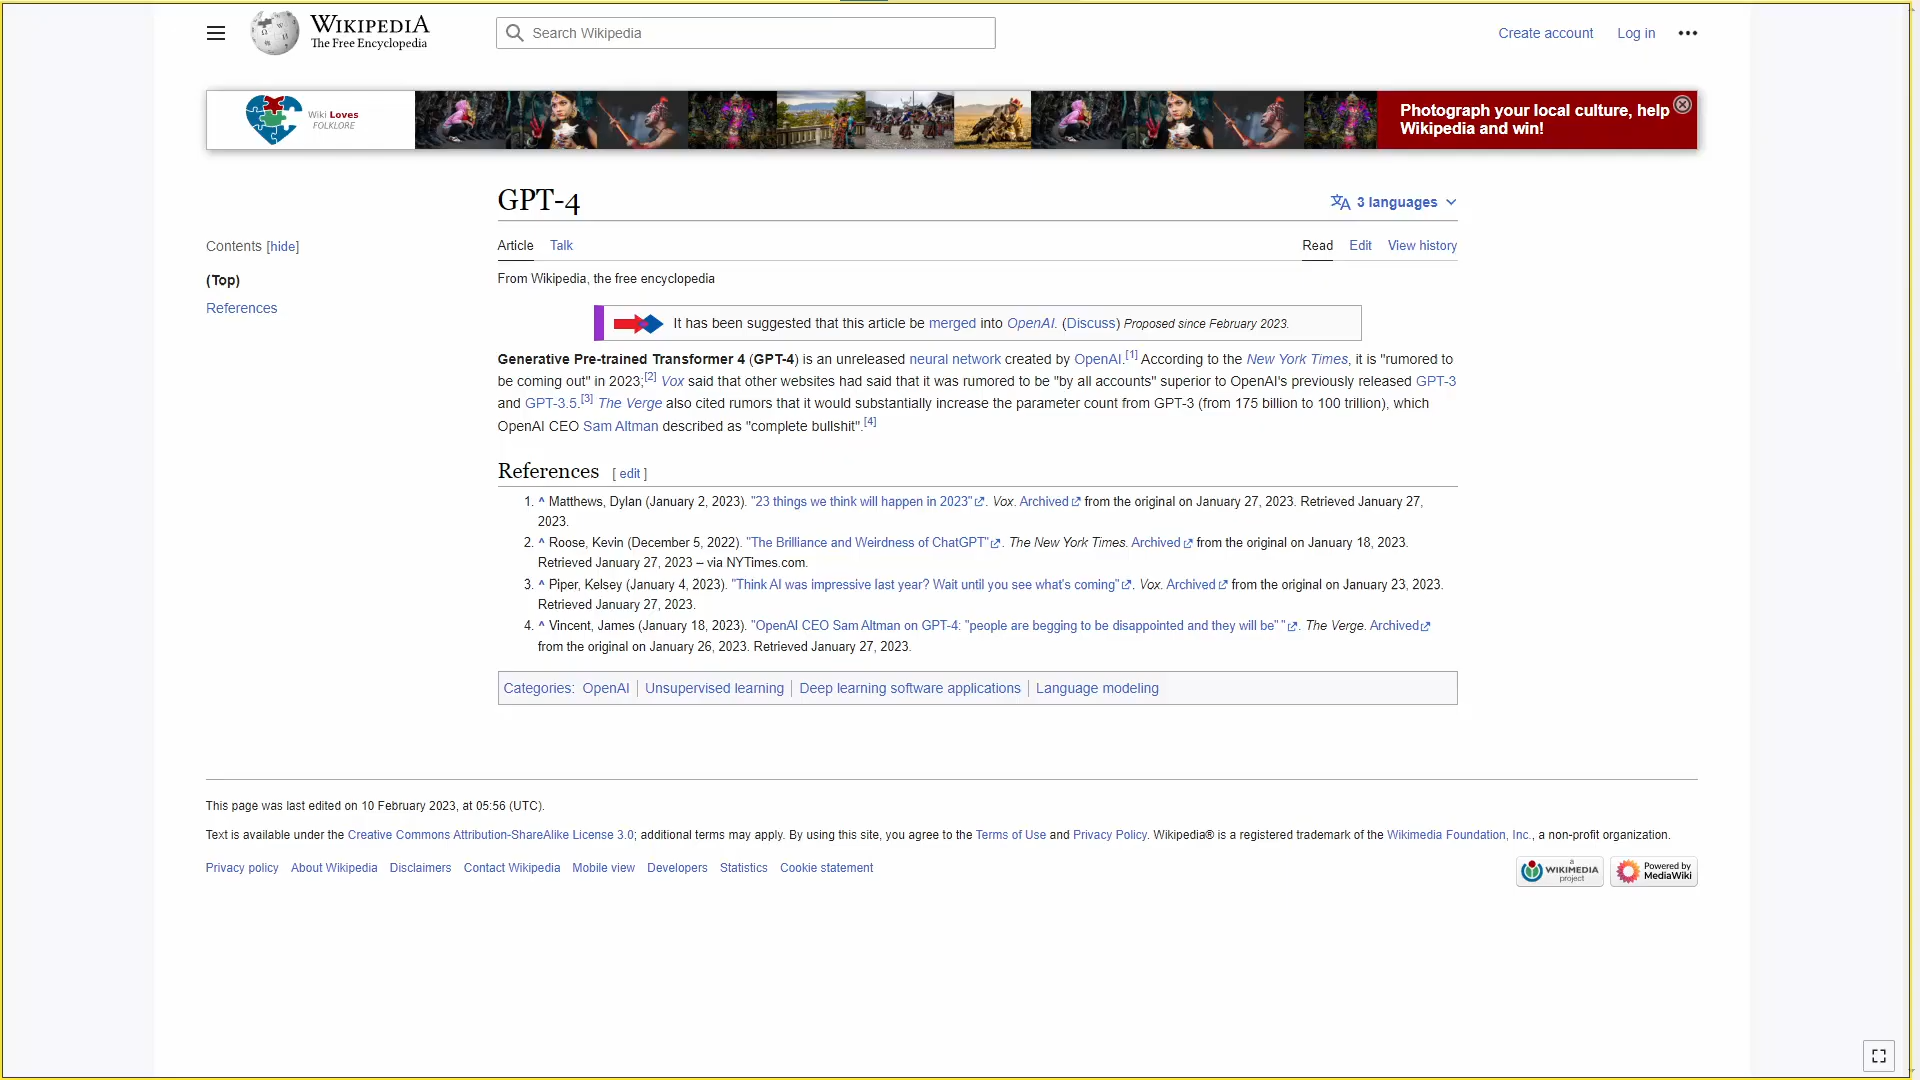 WIKIPEDIA
The Free Encyclopedia
Search Wikipedia
Create account Log in
Wiki Loves
FOLKLORE
Photograph your local culture, help
Wikipedia and win!
GPT-4
3 languages
Contents [hide]
(Top)
References
Article Talk
Read Edit View history
From Wikipedia, the free encyclopedia
It has been suggested that this article be merged into OpenAI. (Discuss) Proposed since February 2023.
Generative Pre-trained Transformer 4 (GPT-4) is an unreleased neural network created by OpenAI.[1] According to the New York Times, it is "rumored to
be coming out" in 2023;[2] Vox said that other websites had said that it was rumored to be "by all accounts" superior to OpenAI's previously released GPT-3
and GPT-3.5.[3] The Verge also cited rumors that it would substantially increase the parameter count from GPT-3 (from 175 billion to 100 trillion), which
OpenAI CEO Sam Altman described as "complete bullshit".[4]
References [ edit ]
1. ^ Matthews, Dylan (January 2, 2023). "23 things we think will happen in 2023". Vox. Archived from the original on January 27, 2023. Retrieved January 27,
2023.
2. ^ Roose, Kevin (December 5, 2022). "The Brilliance and Weirdness of ChatGPT". The New York Times. Archived from the original on January 18, 2023.
Retrieved January 27, 2023 – via NYTimes.com.
3. ^ Piper, Kelsey (January 4, 2023). "Think AI was impressive last year? Wait until you see what's coming". Vox. Archived from the original on January 23, 2023.
Retrieved January 27, 2023.
4. ^ Vincent, James (January 18, 2023). "OpenAI CEO Sam Altman on GPT-4: "people are begging to be disappointed and they will be" ". The Verge. Archived
from the original on January 26, 2023. Retrieved January 27, 2023.
Categories: OpenAI | Unsupervised learning | Deep learning software applications | Language modeling
This page was last edited on 10 February 2023, at 05:56 (UTC).
Text is available under the Creative Commons Attribution-ShareAlike License 3.0; additional terms may apply. By using this site, you agree to the Terms of Use and Privacy Policy. Wikipedia® is a registered trademark of the Wikimedia Foundation, Inc., a non-profit organization.
Privacy policy About Wikipedia Disclaimers Contact Wikipedia Mobile view Developers Statistics Cookie statement
a
WIKIMEDIA
project
Powered by
MediaWiki